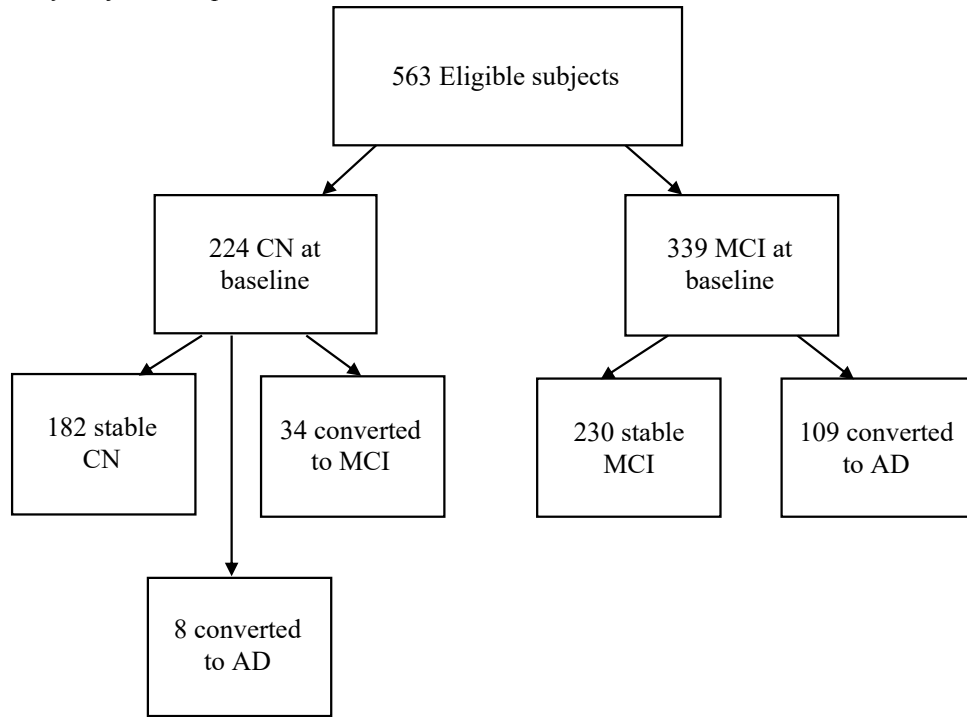 563 Eligible subjects
224 CN at
baseline
339 MCI at
baseline
182 stable
CN
34 converted
to MCI
230 stable
MCI
109 converted
to AD
8 converted
to AD